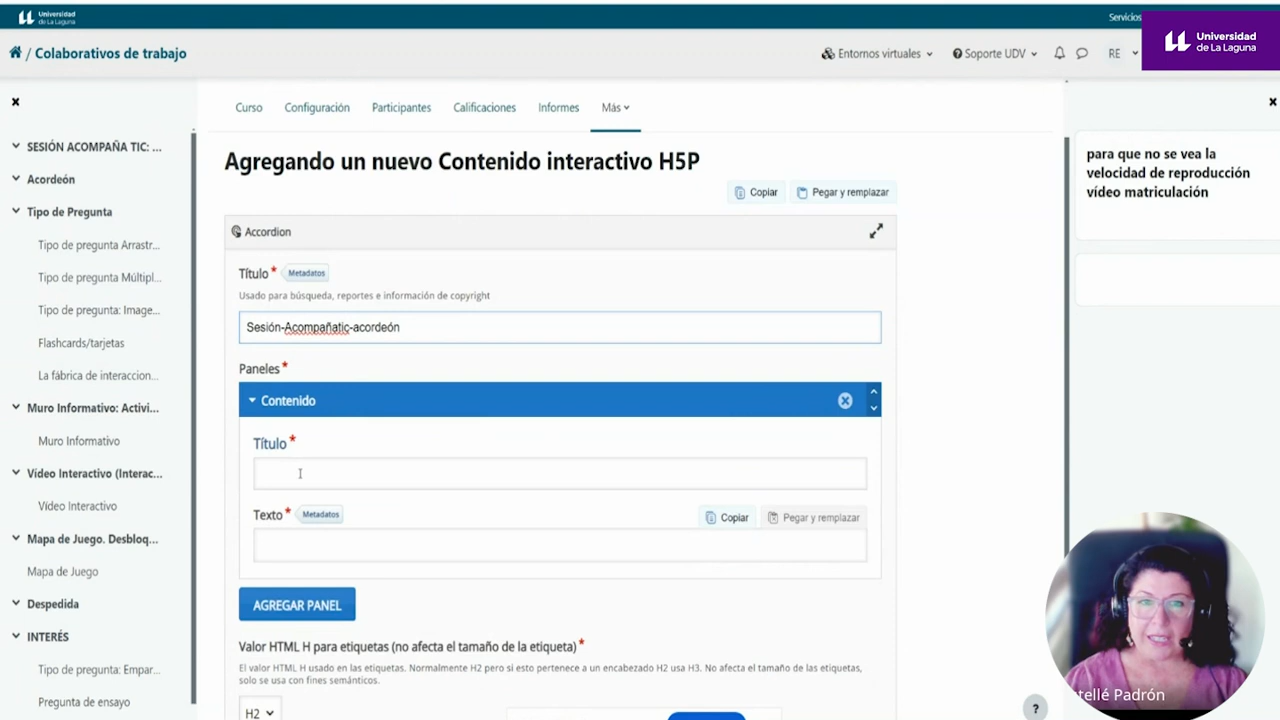 Universidad
de La Laguna
Servicios
Universidad
de La Laguna
/ Colaborativos de trabajo
Entornos virtuales
Soporte UDV
RE
Curso
Configuración
Participantes
Calificaciones
Informes
Más
SESIÓN ACOMPAÑA TIC: ...
Acordeón
Tipo de Pregunta
Tipo de pregunta Arrastr...
Tipo de pregunta Múltipl...
Tipo de pregunta: Image...
Flashcards/tarjetas
La fábrica de interaccion...
Muro Informativo: Activi...
Muro Informativo
Vídeo Interactivo (Interac...
Vídeo Interactivo
Mapa de Juego. Desbloq...
Mapa de Juego
Despedida
INTERÉS
Tipo de pregunta: Empar...
Pregunta de ensayo
Agregando un nuevo Contenido interactivo H5P
Copiar
Pegar y remplazar
Accordion
Título *
Metadatos
Usado para búsqueda, reportes e información de copyright
Sesión-Acompañatic-acordeón
Paneles *
Contenido
Título *
Texto *
Metadatos
Copiar
Pegar y remplazar
AGREGAR PANEL
Valor HTML H para etiquetas (no afecta el tamaño de la etiqueta) *
El valor HTML H usado en las etiquetas. Normalmente H2 pero si esto pertenece a un encabezado H2 usa H3. No afecta el tamaño de las etiquetas,
solo se usa con fines semánticos.
H2
para que no se vea la
velocidad de reproducción
vídeo matriculación
?
stellé Padrón